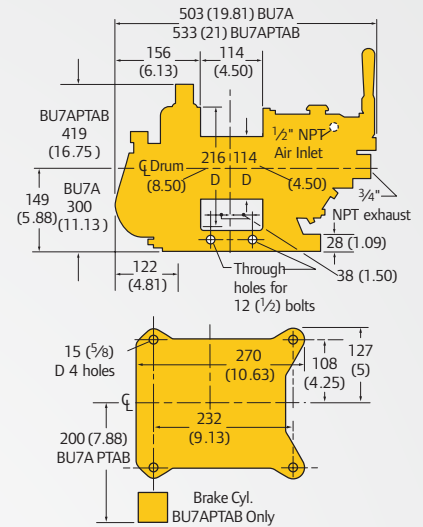 503 (19.81) BU7A
533 (21) BU7APTAB
156
(6.13)
114
(4.50)
BU7APTAB
419
(16.75 )
½" NPT
Air Inlet
℄ Drum
(8.50)
216
D
114
D
(4.50)
149
(5.88)
BU7A
300
(11.13)
¾"
NPT exhaust
28 (1.09)
122
(4.81)
Through
holes for
12 (½) bolts
38 (1.50)
15 (⅝)
D 4 holes
270
(10.63)
108
(4.25)
127
(5)
℄
232
(9.13)
200 (7.88)
BU7A PTAB
Brake Cyl.
BU7APTAB Only